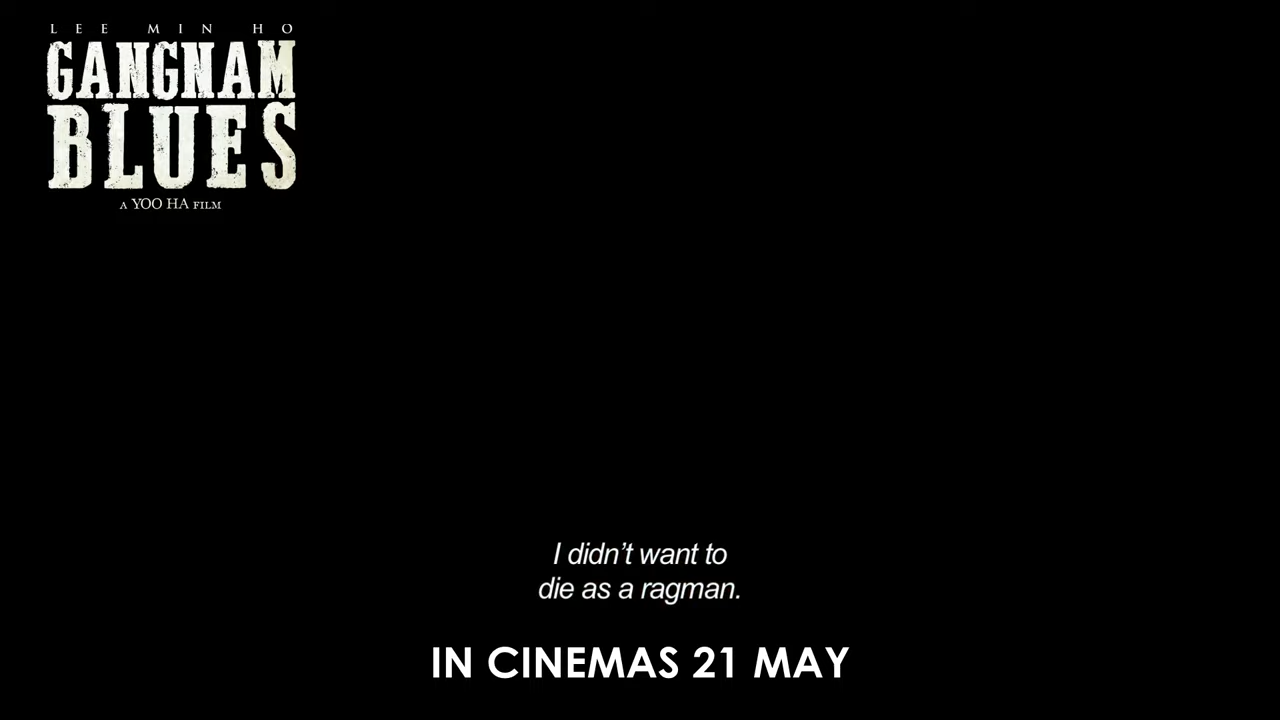 LEE MIN HO
GANGNAM
BLUES
A YOO HA FILM
I didn't want to
die as a ragman.
IN CINEMAS 21 MAY